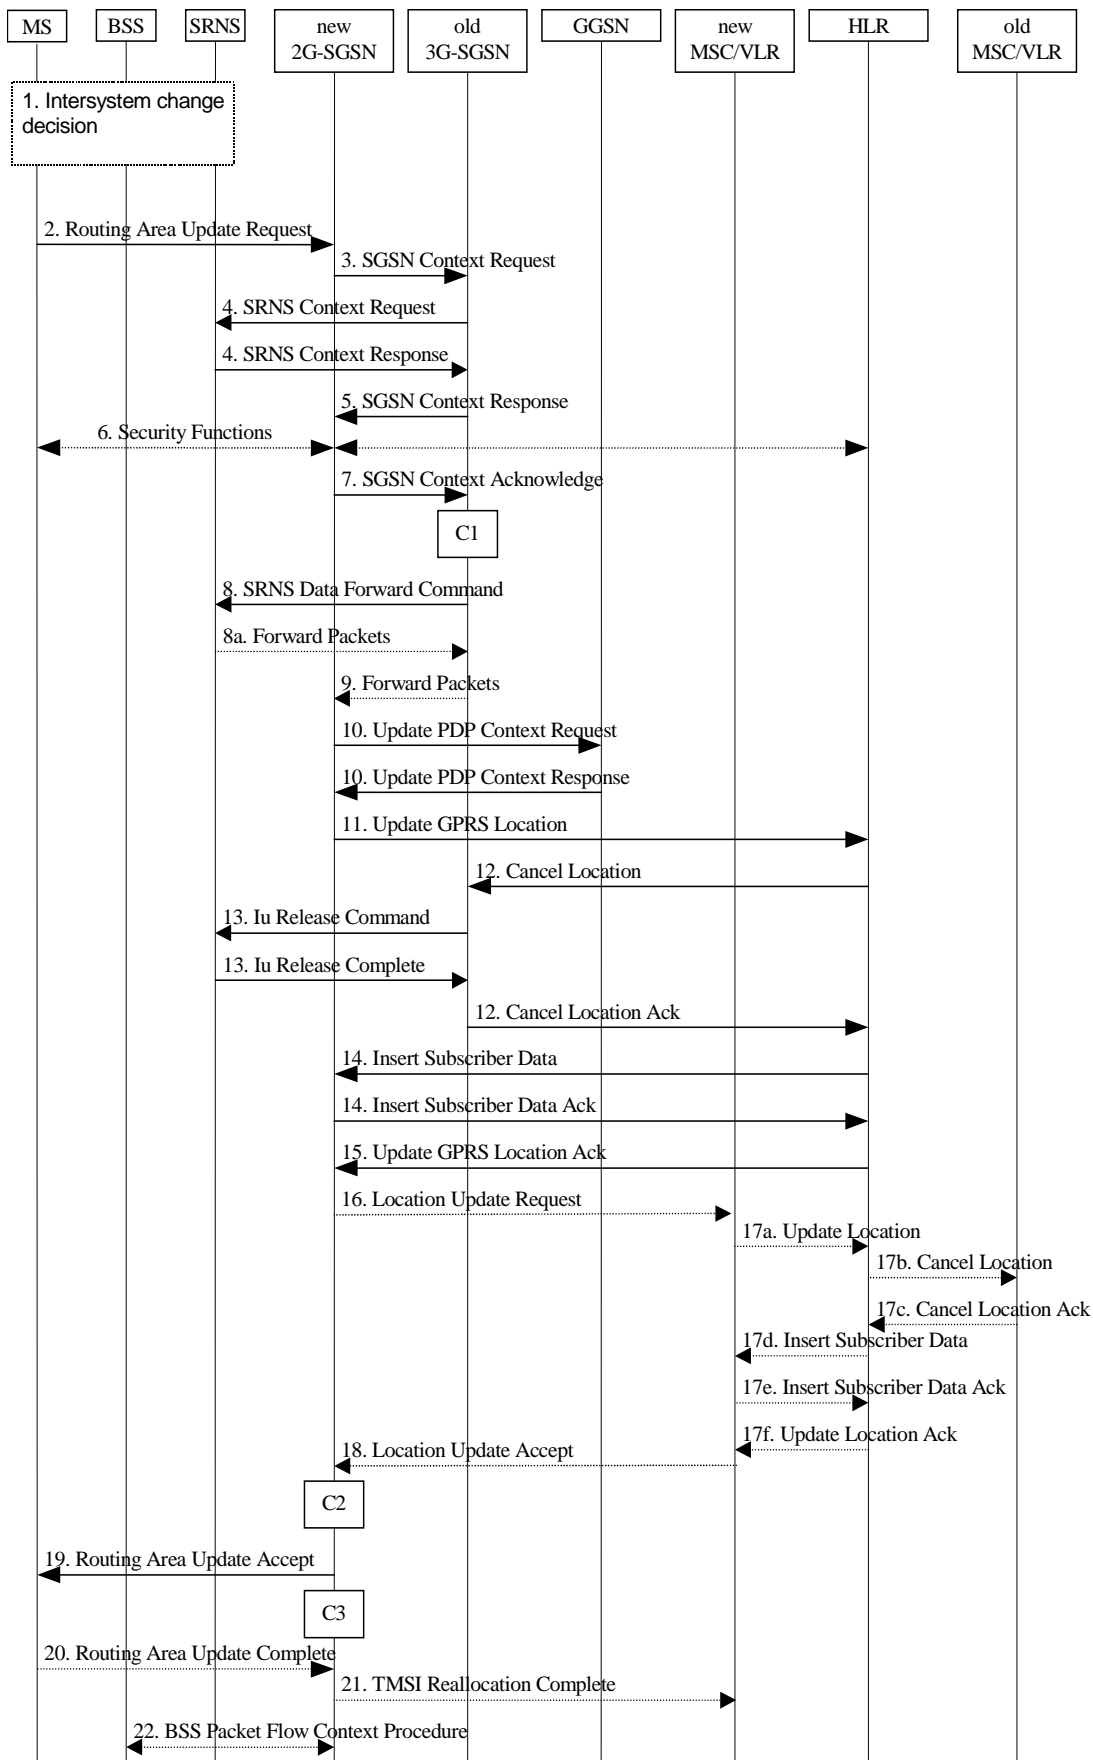 MS
BSS
SRNS
new
2G-SGSN
old
3G-SGSN
GGSN
new
MSC/VLR
HLR
old
MSC/VLR
1. Intersystem change
decision
2. Routing Area Update Request
3. SGSN Context Request
4. SRNS Context Request
4. SRNS Context Response
5. SGSN Context Response
6. Security Functions
7. SGSN Context Acknowledge
C1
8. SRNS Data Forward Command
8a. Forward Packets
9. Forward Packets
10. Update PDP Context Request
10. Update PDP Context Response
11. Update GPRS Location
12. Cancel Location
13. Iu Release Command
13. Iu Release Complete
12. Cancel Location Ack
14. Insert Subscriber Data
14. Insert Subscriber Data Ack
15. Update GPRS Location Ack
16. Location Update Request
17a. Update Location
17b. Cancel Location
17c. Cancel Location Ack
17d. Insert Subscriber Data
17e. Insert Subscriber Data Ack
17f. Update Location Ack
18. Location Update Accept
C2
19. Routing Area Update Accept
C3
20. Routing Area Update Complete
21. TMSI Reallocation Complete
22. BSS Packet Flow Context Procedure